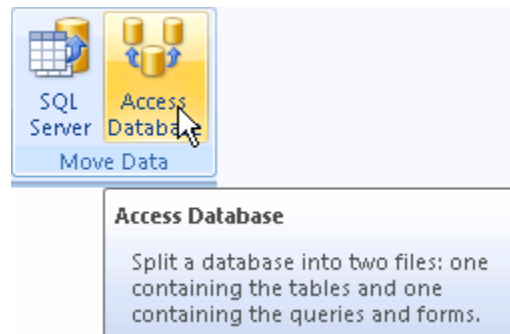 SQL Access
Server Database
Move Data
Access Database
Split a database into two files: one
containing the tables and one
containing the queries and forms.